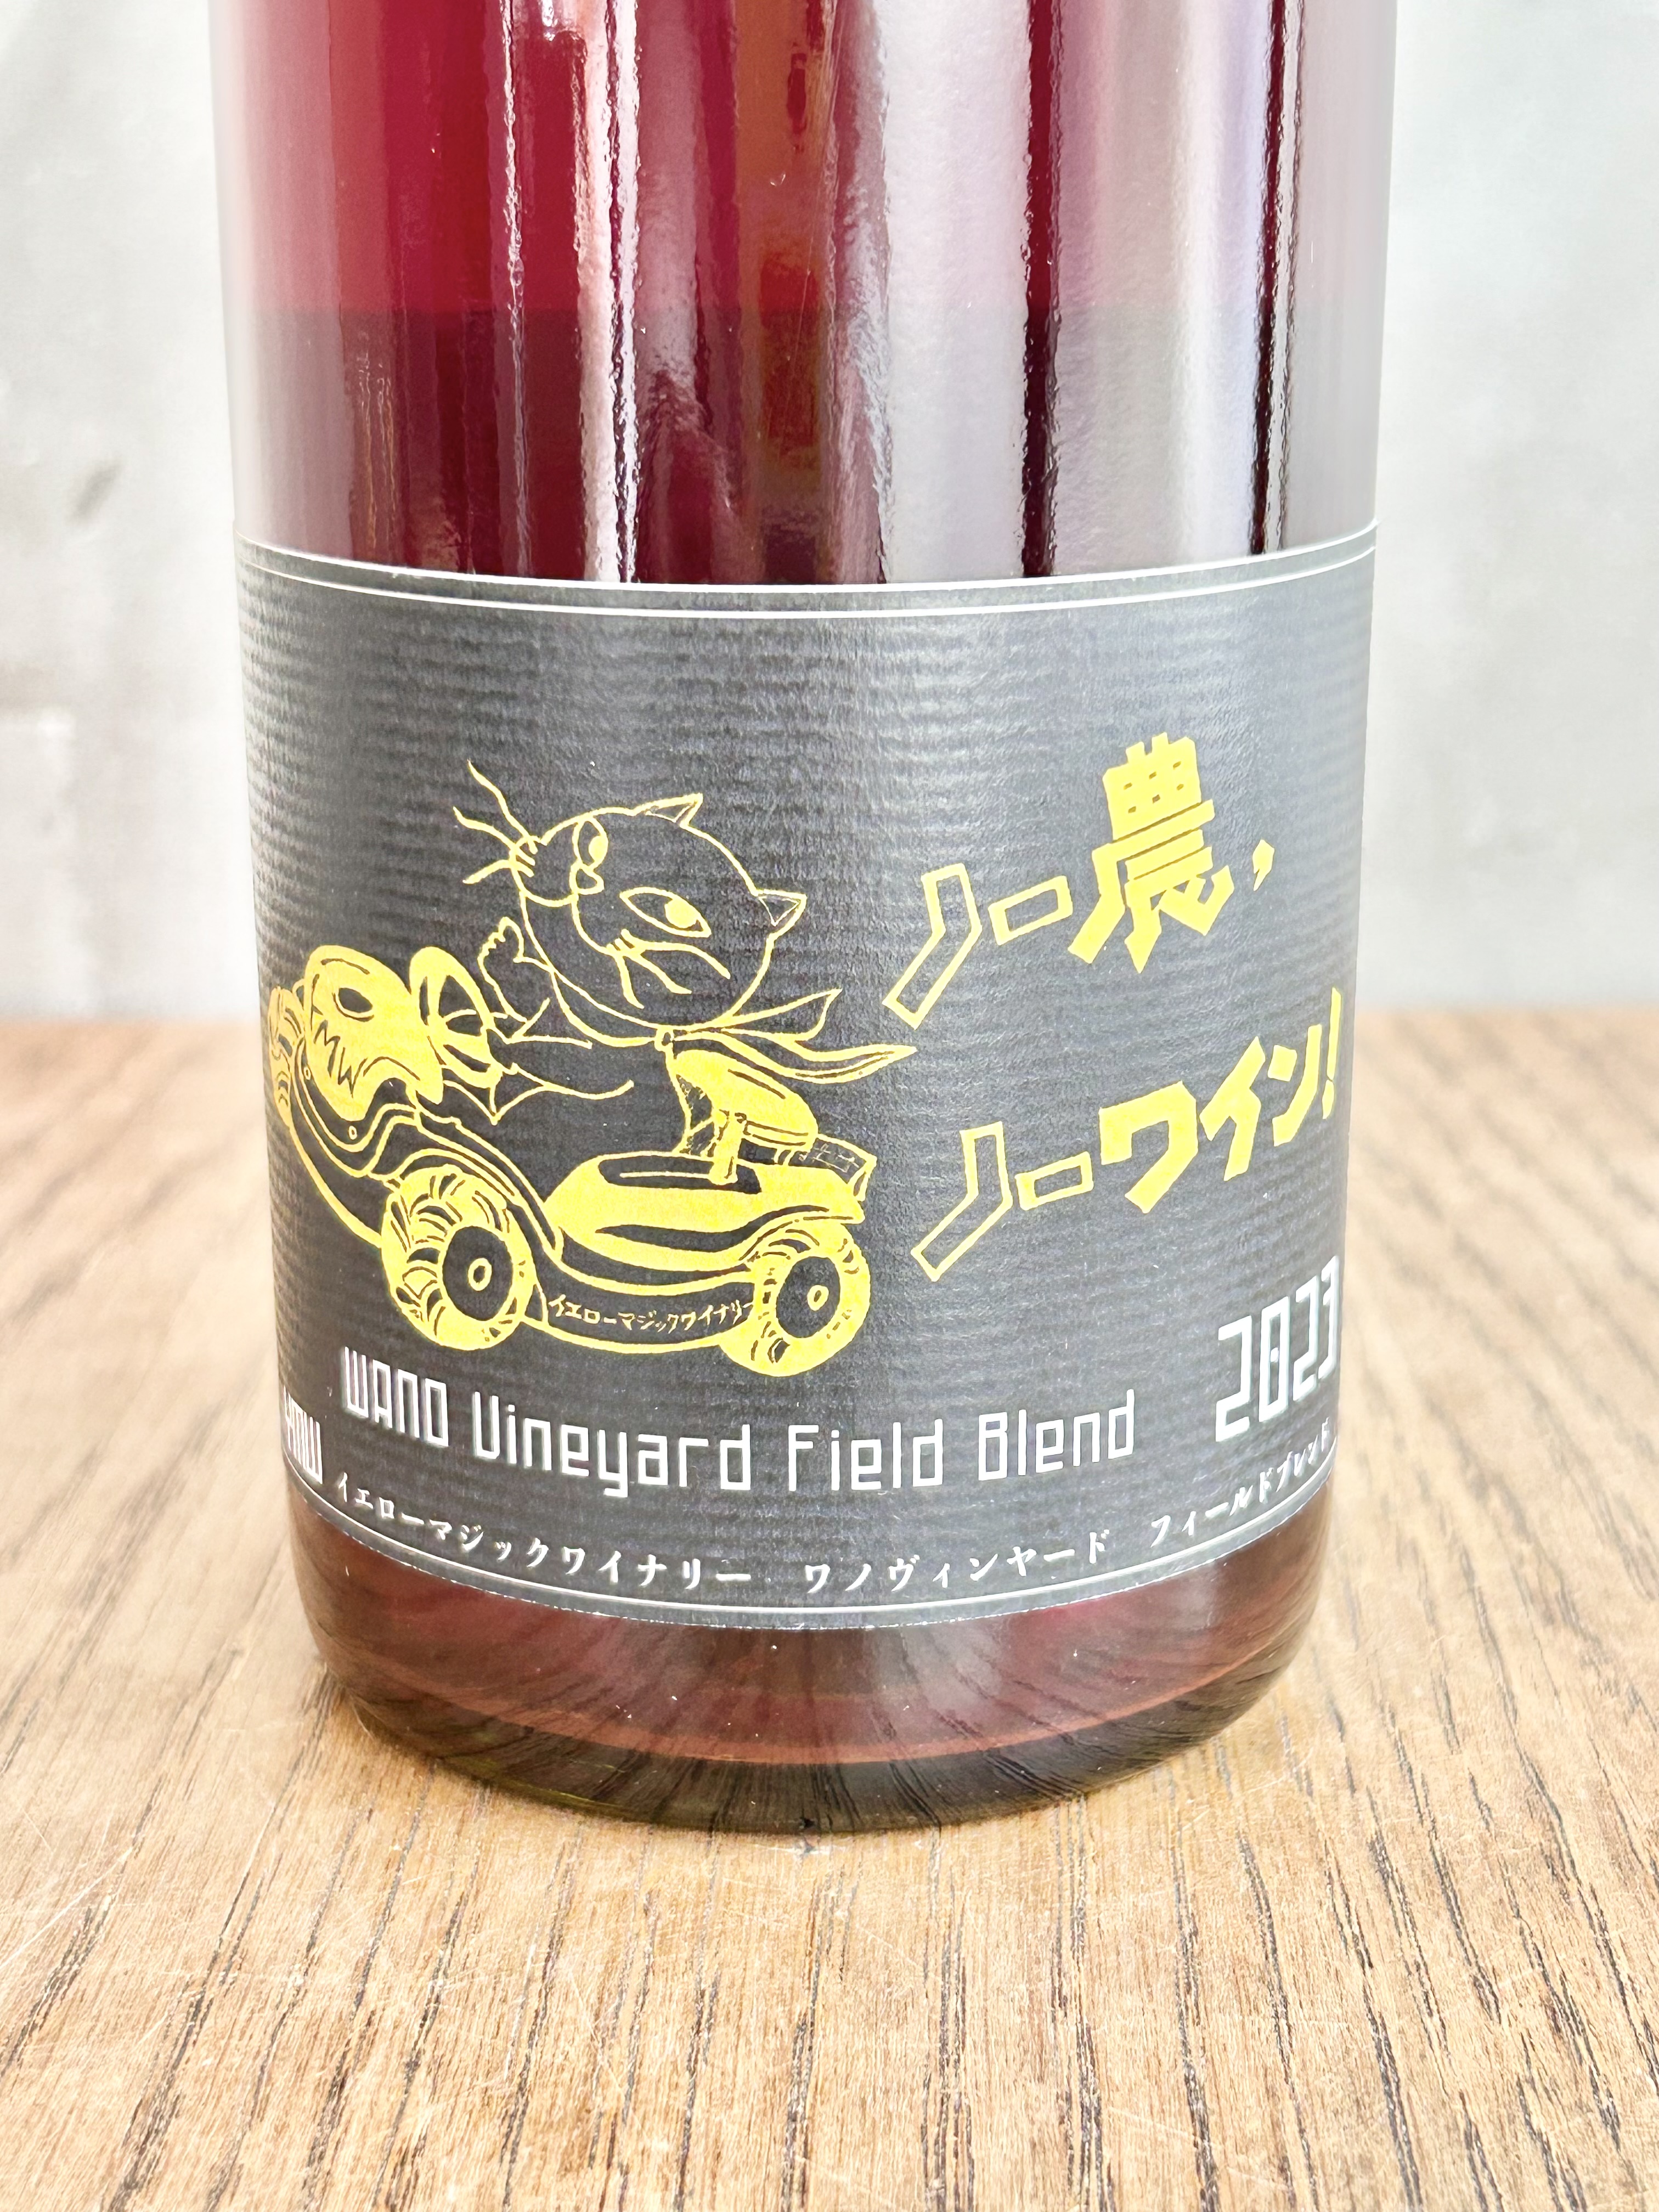 ノー農,
ノーワイン!
YMW
イエローマジックワイナリー
2023
YMW WANO Vineyard Field Blend
イエローマジックワイナリー ワノヴィンヤード フィールドブレンド